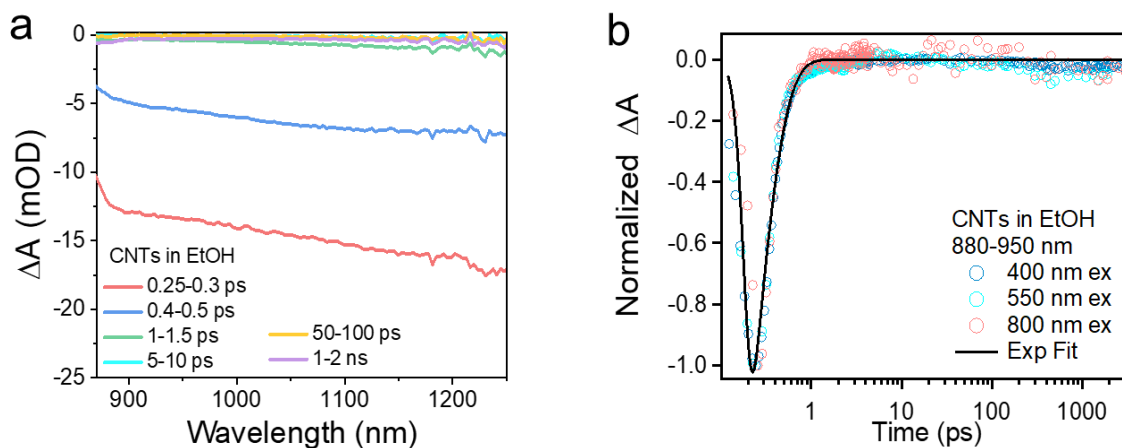 a
0
-5
-10
-15
-20
-25
ΔA (mOD)
CNTs in EtOH
0.25-0.3 ps
0.4-0.5 ps
1-1.5 ps
5-10 ps
50-100 ps
1-2 ns
900
1000
1100
1200
Wavelength (nm)
b
0.0
-0.2
-0.4
-0.6
-0.8
-1.0
Normalized ΔA
CNTs in EtOH
880-950 nm
400 nm ex
550 nm ex
800 nm ex
Exp Fit
1
10
100
1000
Time (ps)